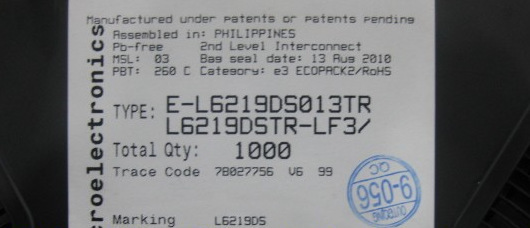 Manufactured under patents or patents pending
Assembled in: PHILIPPINES
Pb-free 2nd Level Interconnect
MSL: 03 Bag seal date: 13 Aug 2010
PBT: 260 C Category: e3 ECOPACK2/RoHS
TYPE: E-L6219DS013TR
L6219DSTR-LF3/
Total Qty: 1000
Trace Code 78027756 V6 99
Marking L6219DS
roelectronics
9-056
QC
OUTGOING